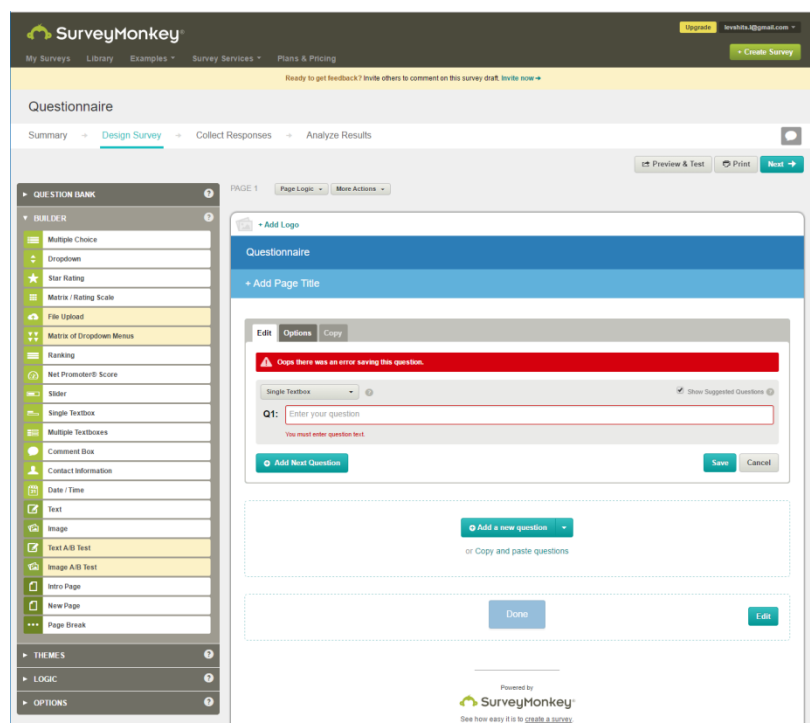 SurveyMonkey®
Upgrade
levshits.l@gmail.com
My Surveys Library Examples Survey Services Plans & Pricing
+ Create Survey
Ready to get feedback? Invite others to comment on this survey draft. Invite now →
Questionnaire
Summary → Design Survey → Collect Responses → Analyze Results
Preview & Test Print Next →
QUESTION BANK ?
BUILDER ?
Multiple Choice
Dropdown
Star Rating
Matrix / Rating Scale
File Upload
Matrix of Dropdown Menus
Ranking
Net Promoter® Score
Slider
Single Textbox
Multiple Textboxes
Comment Box
Contact Information
Date / Time
Text
Image
Text A/B Test
Image A/B Test
Intro Page
New Page
Page Break
THEMES ?
LOGIC ?
OPTIONS ?
PAGE 1 Page Logic More Actions
+ Add Logo
Questionnaire
+ Add Page Title
Edit Options Copy
Oops there was an error saving this question.
Single Textbox ? Show Suggested Questions ?
Q1: Enter your question
You must enter question text.
Add Next Question Save Cancel
Add a new question
or Copy and paste questions
Done Edit
Powered by
SurveyMonkey®
See how easy it is to create a survey.